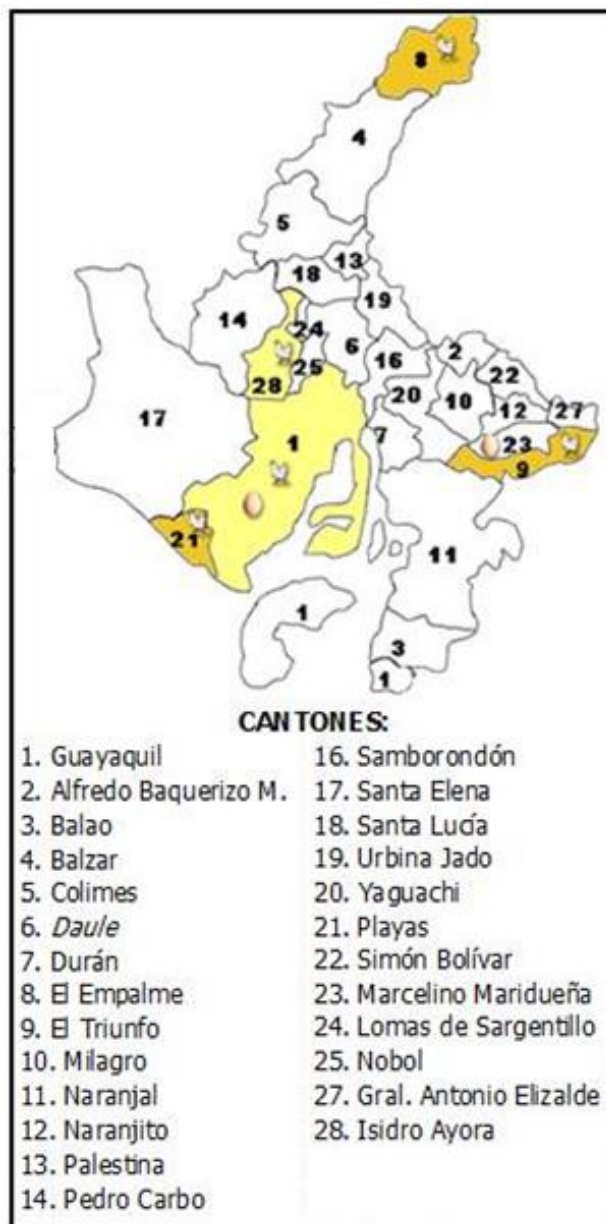 8
4
5
13
18
19
14
24
6
2
25
16
22
28
20
10
12
27
17
1
7
23
9
21
11
1
3
1
CANTONES:
1. Guayaquil
2. Alfredo Baquerizo M.
3. Balao
4. Balzar
5. Colimes
6. Daule
7. Durán
8. El Empalme
9. El Triunfo
10. Milagro
11. Naranjal
12. Naranjito
13. Palestina
14. Pedro Carbo
16. Samborondón
17. Santa Elena
18. Santa Lucía
19. Urbina Jado
20. Yaguachi
21. Playas
22. Simón Bolívar
23. Marcelino Maridueña
24. Lomas de Sargentillo
25. Nobol
27. Gral. Antonio Elizalde
28. Isidro Ayora